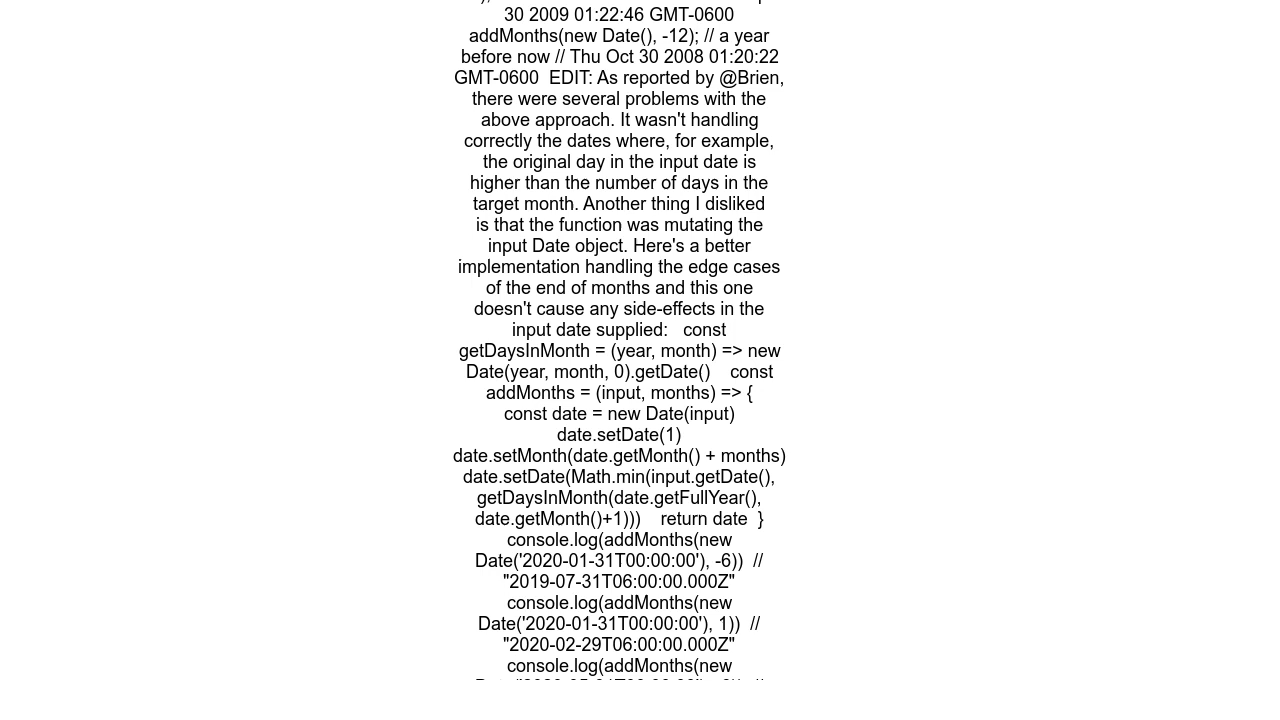 30 2009 01:22:46 GMT-0600
addMonths(new Date(), -12); // a year
before now // Thu Oct 30 2008 01:20:22
GMT-0600  EDIT: As reported by @Brien,
there were several problems with the
above approach. It wasn't handling
correctly the dates where, for example,
the original day in the input date is
higher than the number of days in the
target month. Another thing I disliked
is that the function was mutating the
input Date object. Here's a better
implementation handling the edge cases
of the end of months and this one
doesn't cause any side-effects in the
input date supplied:   const
getDaysInMonth = (year, month) => new
Date(year, month, 0).getDate()    const
addMonths = (input, months) => {
const date = new Date(input)
date.setDate(1)
date.setMonth(date.getMonth() + months)
date.setDate(Math.min(input.getDate(),
getDaysInMonth(date.getFullYear(),
date.getMonth()+1)))    return date  }
console.log(addMonths(new
Date('2020-01-31T00:00:00'), -6))  //
"2019-07-31T06:00:00.000Z"
console.log(addMonths(new
Date('2020-01-31T00:00:00'), 1))  //
"2020-02-29T06:00:00.000Z"
console.log(addMonths(new